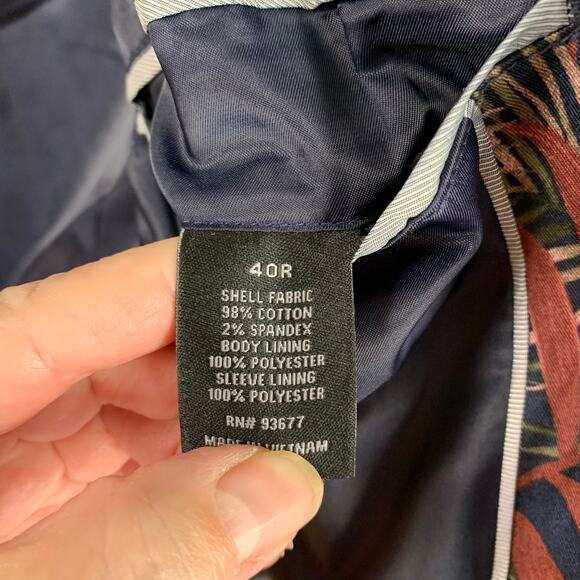 40R
SHELL FABRIC
98% COTTON
2% SPANDEX
BODY LINING
100% POLYESTER
SLEEVE LINING
100% POLYESTER
RN# 93677
MADE IN VIETNAM